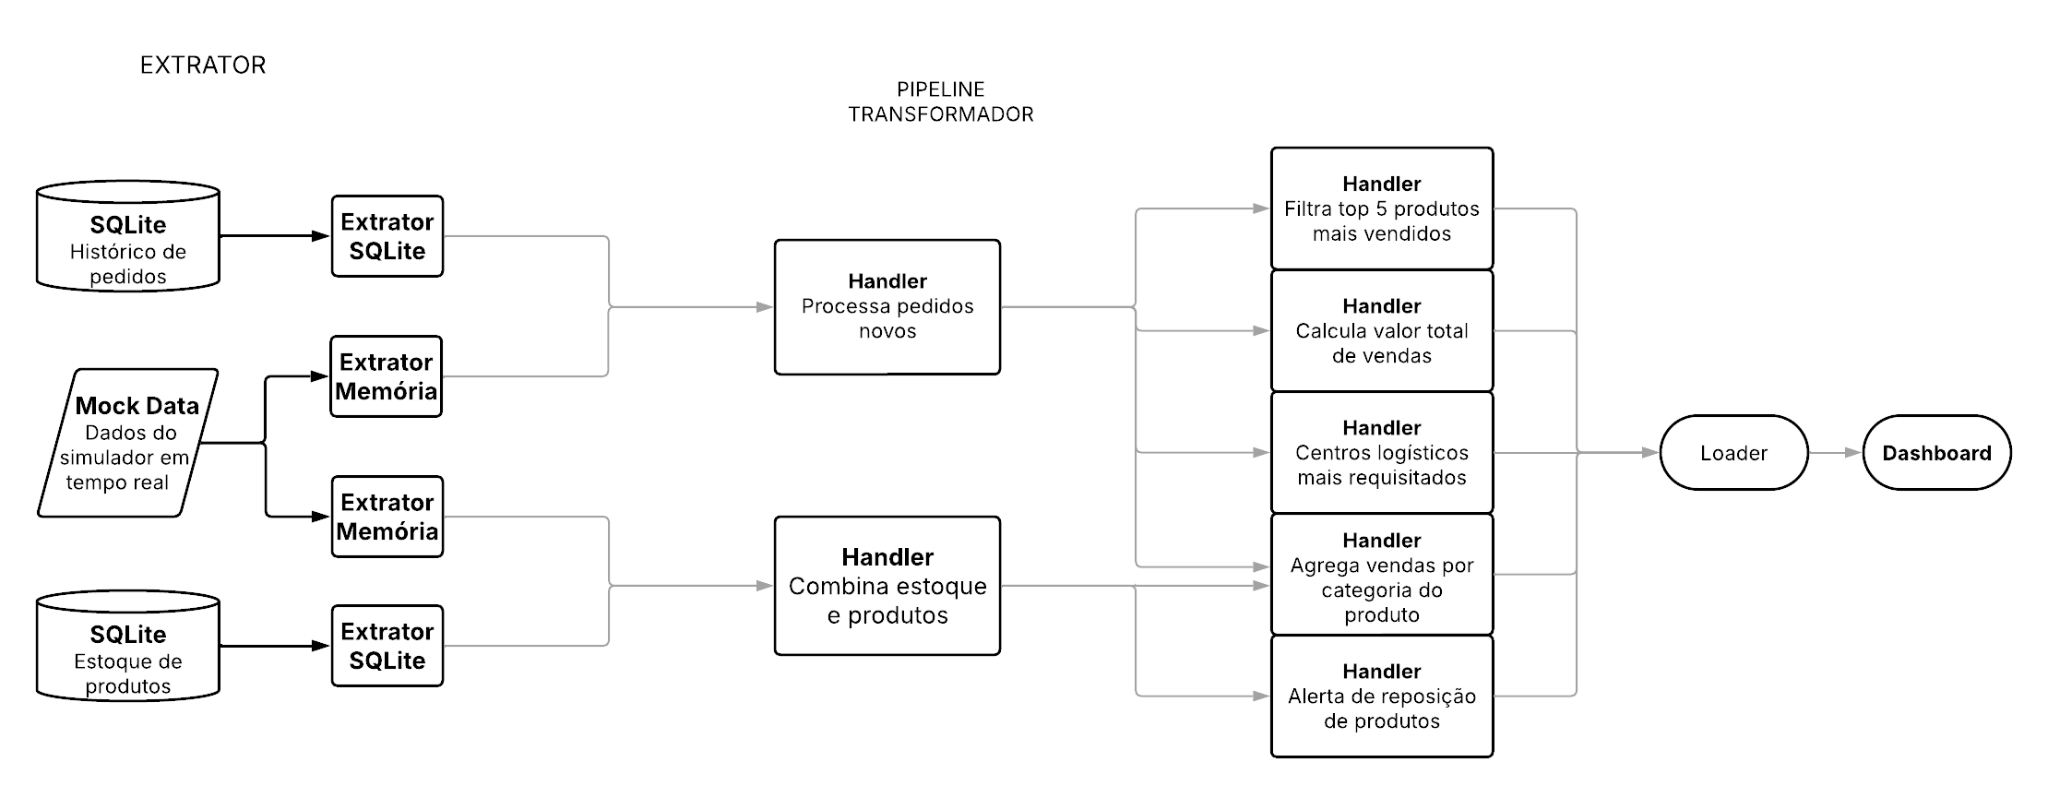 EXTRATOR
PIPELINE
TRANSFORMADOR
SQLite
Histórico de
pedidos
Extrator
SQLite
Mock Data
Dados do
simulador em
tempo real
Extrator
Memória
Extrator
Memória
SQLite
Estoque de
produtos
Extrator
SQLite
Handler
Processa pedidos
novos
Handler
Combina estoque
e produtos
Handler
Filtra top 5 produtos
mais vendidos
Handler
Calcula valor total
de vendas
Handler
Centros logísticos
mais requisitados
Handler
Agrega vendas por
categoria do
produto
Handler
Alerta de reposição
de produtos
Loader
Dashboard